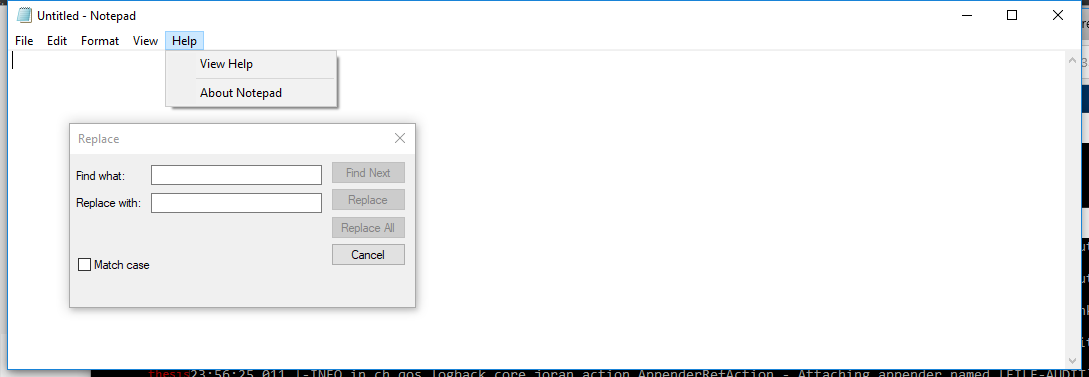 Untitled - Notepad
File Edit Format View Help
View Help
About Notepad
Replace
Find what:
Find Next
Replace with:
Replace
Replace All
Cancel
Match case
thesis23:56:25,011 |-INFO in ch.qos.logback.core.joran.action.AppenderRefAction - Attaching appender named [FILE-AUDIT